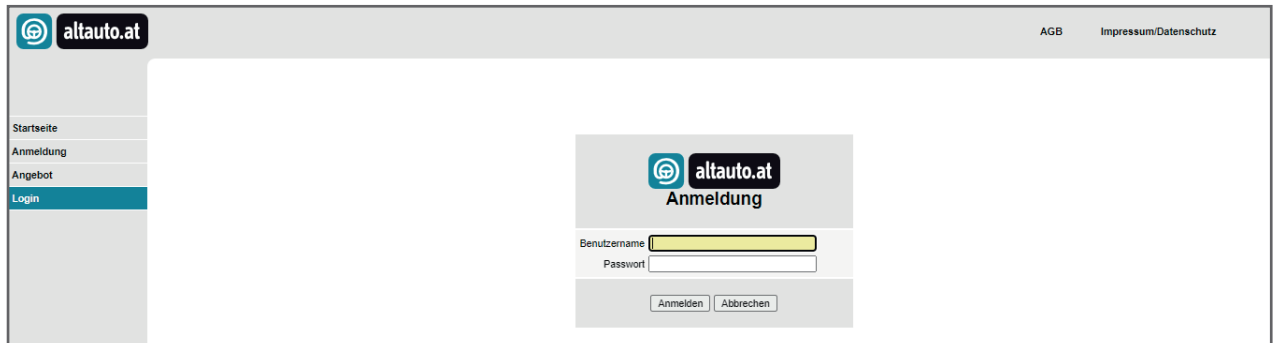 altauto.at
AGB Impressum/Datenschutz
Startseite
Anmeldung
Angebot
Login
altauto.at
Anmeldung
Benutzername
Passwort
Anmelden Abbrechen